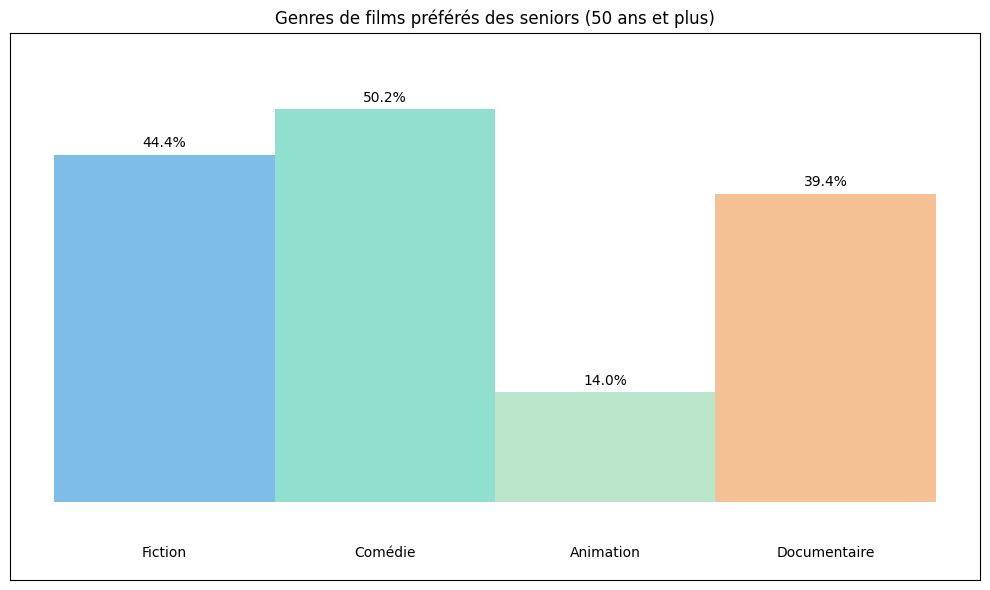 Genres de films préférés des seniors (50 ans et plus)
50.2%
44.4%
39.4%
14.0%
Fiction Comédie Animation Documentaire